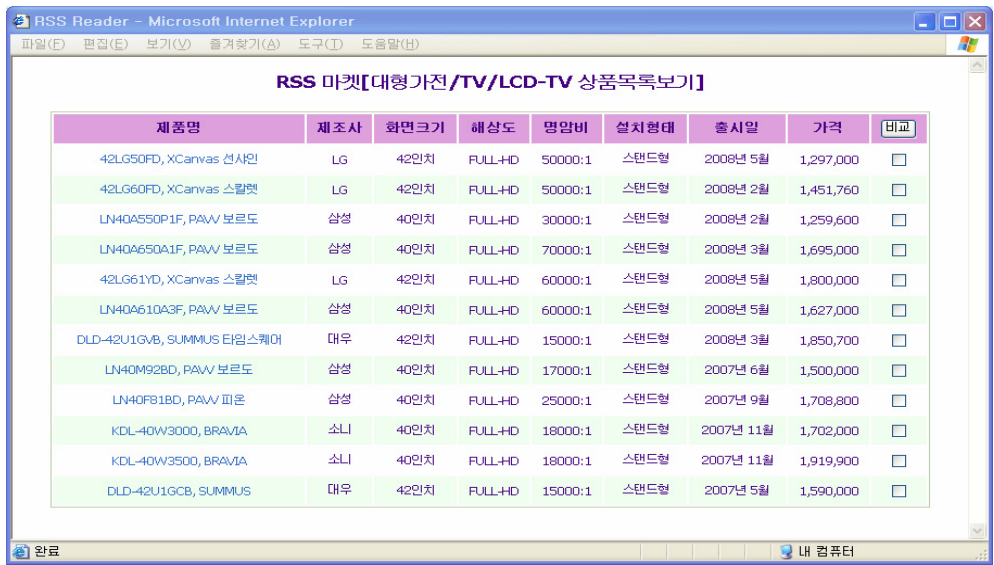 RSS Reader - Microsoft Internet Explorer
파일(F) 편집(E) 보기(V) 즐겨찾기(A) 도구(T) 도움말(H)
RSS 마켓[대형가전/TV/LCD-TV 상품목록보기]
제품명 제조사 화면크기 해상도 명암비 설치형태 출시일 가격 비교
42LG50FD, XCanvas 선샤인 LG 42인치 FULL-HD 50000:1 스탠드형 2008년 5월 1,297,000
42LG60FD, XCanvas 스칼렛 LG 42인치 FULL-HD 50000:1 스탠드형 2008년 2월 1,451,760
LN40A550P1F, PAVV 보르도 삼성 40인치 FULL-HD 30000:1 스탠드형 2008년 2월 1,259,600
LN40A650A1F, PAVV 보르도 삼성 40인치 FULL-HD 70000:1 스탠드형 2008년 3월 1,695,000
42LG61YD, XCanvas 스칼렛 LG 42인치 FULL-HD 60000:1 스탠드형 2008년 5월 1,800,000
LN40A610A3F, PAVV 보르도 삼성 40인치 FULL-HD 60000:1 스탠드형 2008년 5월 1,627,000
DLD-42U1GVB, SUMMUS 타임스퀘어 대우 42인치 FULL-HD 15000:1 스탠드형 2008년 3월 1,850,700
LN40M92BD, PAVV 보르도 삼성 40인치 FULL-HD 17000:1 스탠드형 2007년 6월 1,500,000
LN40F81BD, PAVV 피온 삼성 40인치 FULL-HD 25000:1 스탠드형 2007년 9월 1,708,800
KDL-40W3000, BRAVIA 소니 40인치 FULL-HD 18000:1 스탠드형 2007년 11월 1,702,000
KDL-40W3500, BRAVIA 소니 40인치 FULL-HD 18000:1 스탠드형 2007년 11월 1,919,900
DLD-42U1GCB, SUMMUS 대우 42인치 FULL-HD 15000:1 스탠드형 2007년 5월 1,590,000
완료 내 컴퓨터